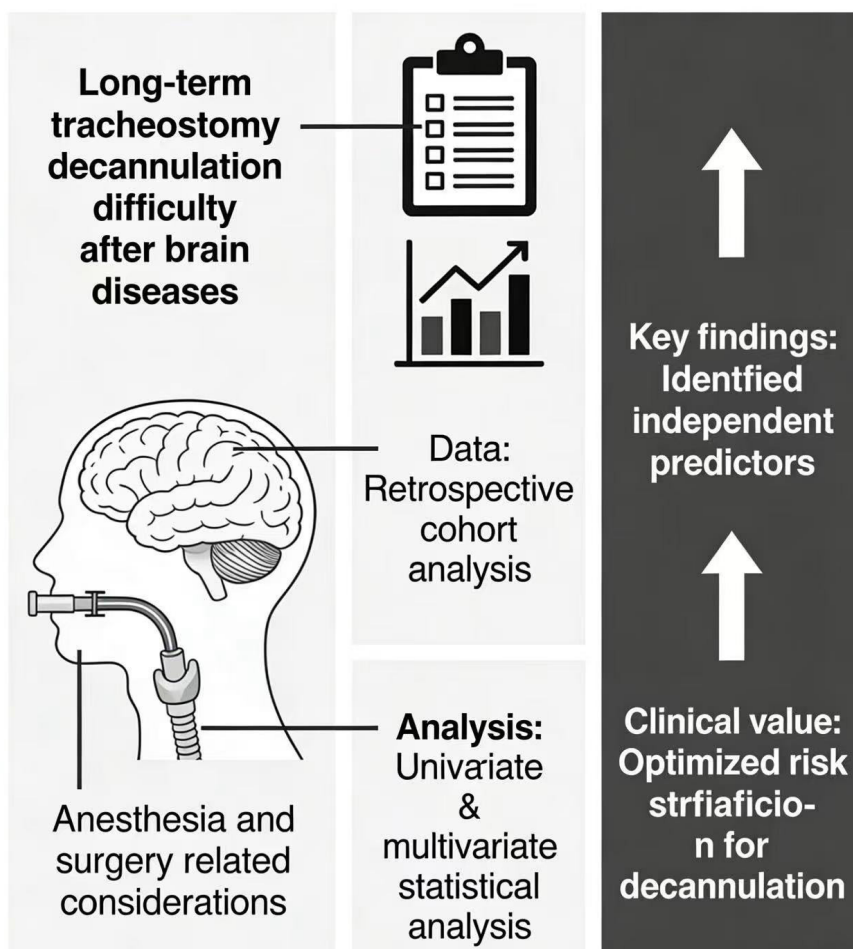 Long-term
tracheostomy
decannulation
difficulty
after brain
diseases
Anesthesia and
surgery related
considerations
Data:
Retrospective
cohort
analysis
Analysis:
Univariate
&
multivariate
statistical
analysis
Key findings:
Identfied
independent
predictors
Clinical value:
Optimized risk
strfiaficio-
n for
decannulation